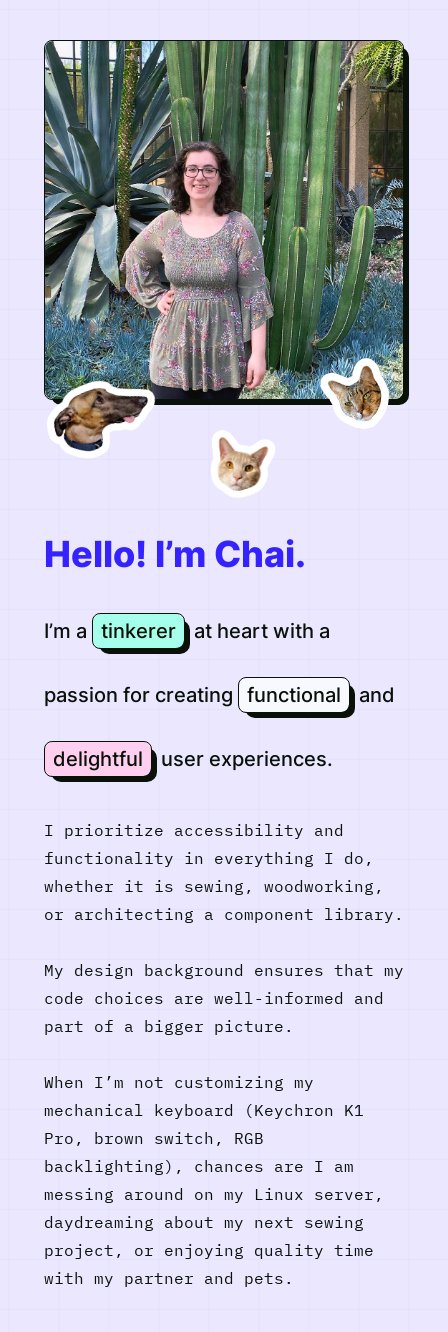 Hello! I’m Chai.
I’m a tinkerer at heart with a
passion for creating functional and
delightful user experiences.
I prioritize accessibility and
functionality in everything I do,
whether it is sewing, woodworking,
or architecting a component library.
My design background ensures that my
code choices are well-informed and
part of a bigger picture.
When I’m not customizing my
mechanical keyboard (Keychron K1
Pro, brown switch, RGB
backlighting), chances are I am
messing around on my Linux server,
daydreaming about my next sewing
project, or enjoying quality time
with my partner and pets.